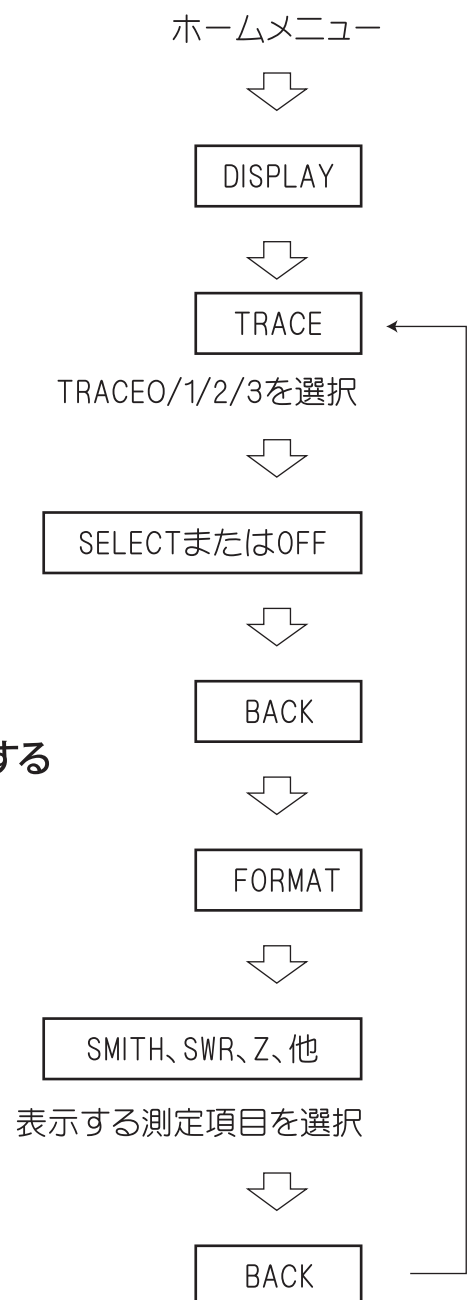 ホームメニュー
DISPLAY
TRACE
TRACE0/1/2/3を選択
SELECTまたはOFF
BACK
する
FORMAT
SMITH、SWR、Z、他
表示する測定項目を選択
BACK